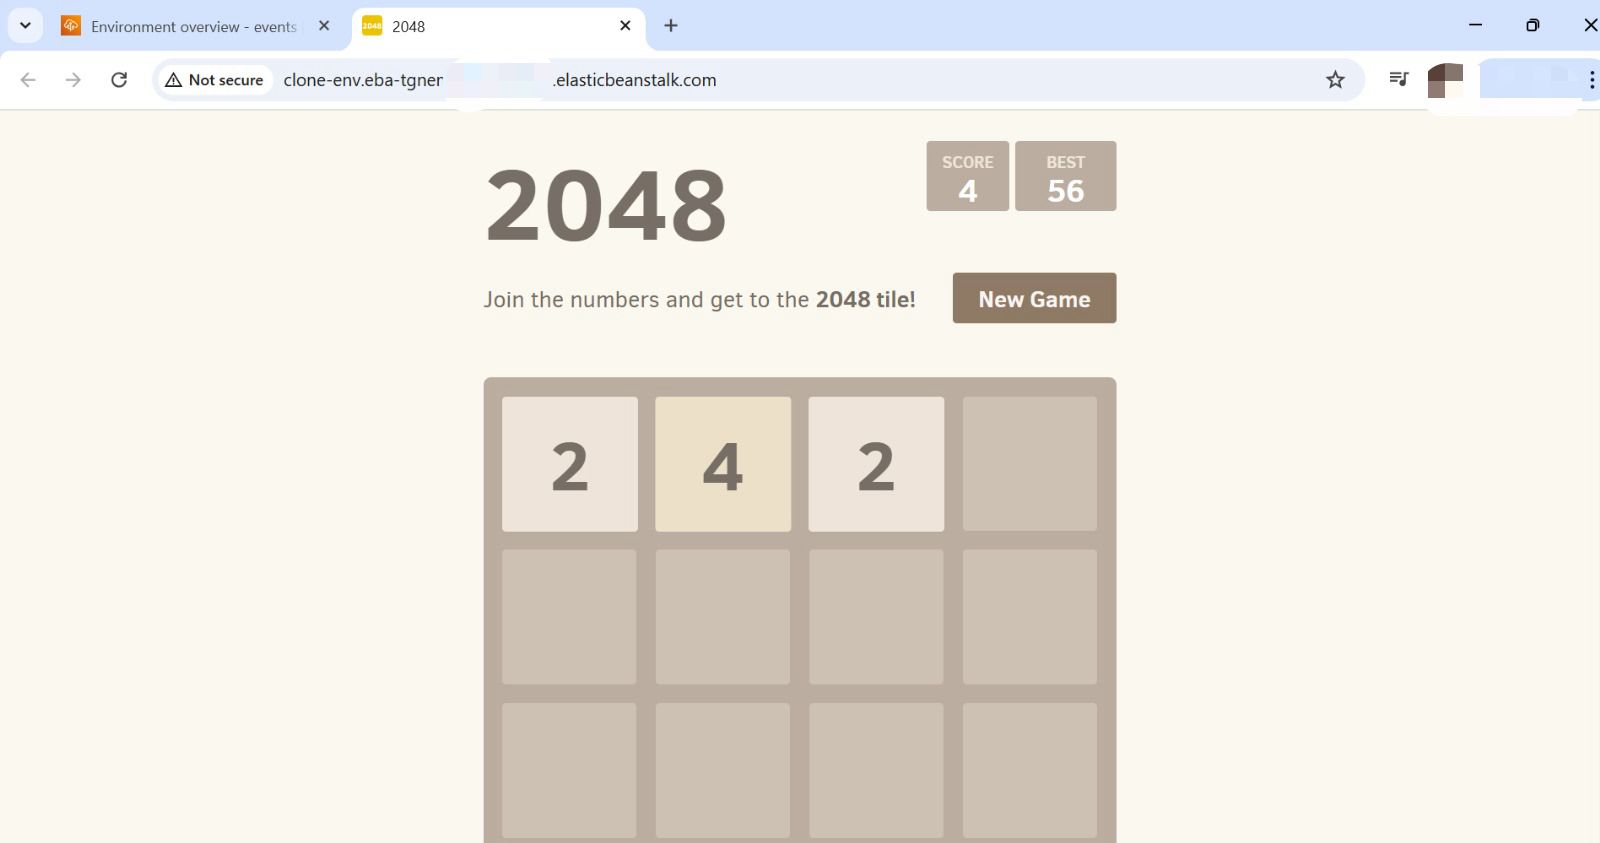 Environment overview - events
2048 2048
Not secure clone-env.eba-tgner .elasticbeanstalk.com
2048
SCORE BEST
4 56
Join the numbers and get to the 2048 tile!
New Game
2 4 2